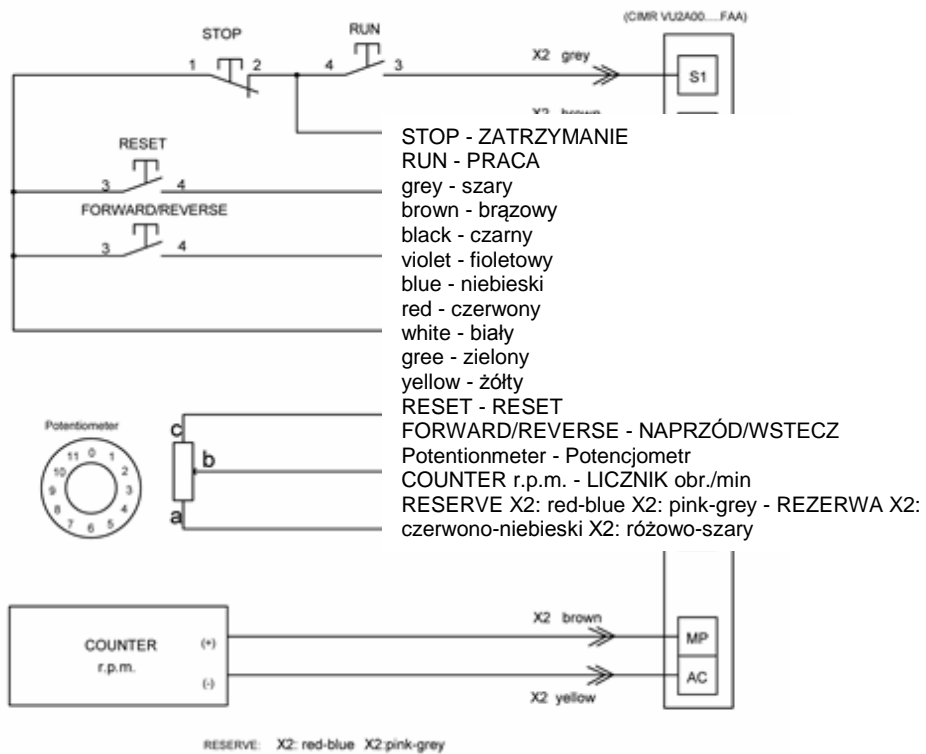 (CIMR VU2A00.....FAA)
STOP
RUN
1 2 4 3
X2 grey
S1
X2 brown
RESET
3 4
FORWARD/REVERSE
3 4
STOP - ZATRZYMANIE
RUN - PRACA
grey - szary
brown - brązowy
black - czarny
violet - fioletowy
blue - niebieski
red - czerwony
white - biały
gree - zielony
yellow - żółty
RESET - RESET
FORWARD/REVERSE - NAPRZÓD/WSTECZ
Potentionmeter - Potencjometr
COUNTER r.p.m. - LICZNIK obr./min
RESERVE X2: red-blue X2: pink-grey - REZERWA X2:
czerwono-niebieski X2: różowo-szary
Potentiometer
0 1 2 3 4 5 6 7 8 9 10 11
c
b
a
COUNTER
r.p.m.
(+)
(-)
X2 brown
MP
AC
X2 yellow
RESERVE: X2: red-blue X2:pink-grey